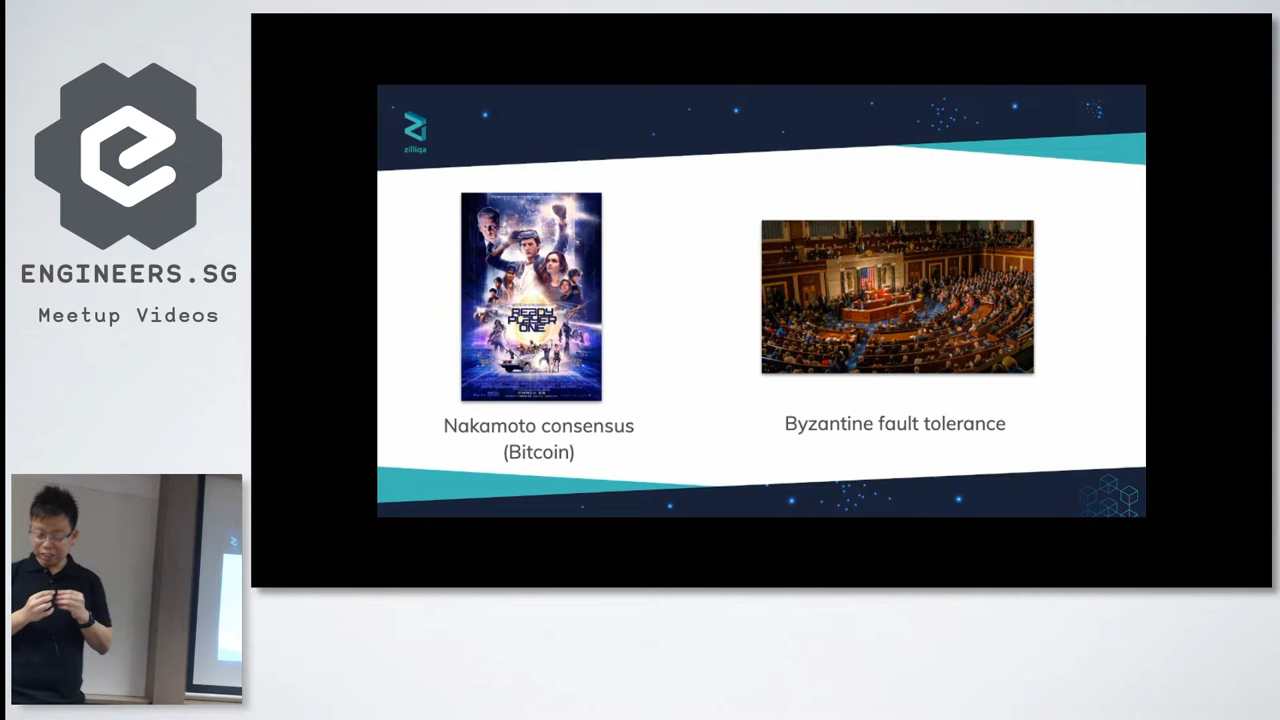 ENGINEERS.SG
Meetup Videos
zilliqa
READY
PLAYER
ONE
Nakamoto consensus
(Bitcoin)
Byzantine fault tolerance